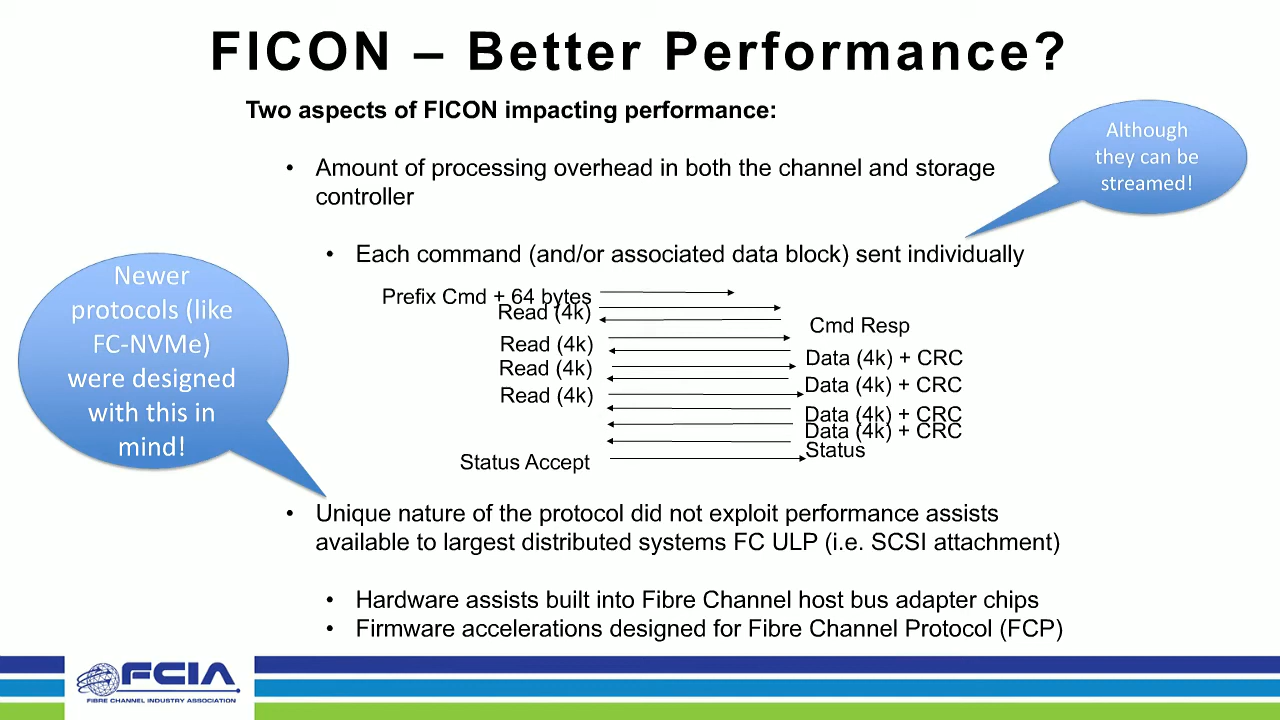 FICON – Better Performance?
Two aspects of FICON impacting performance:
Although
they can be
streamed!
• Amount of processing overhead in both the channel and storage
controller
• Each command (and/or associated data block) sent individually
Newer
protocols (like
FC-NVMe)
were designed
with this in
mind!
Prefix Cmd + 64 bytes
Read (4k)
Cmd Resp
Read (4k)
Data (4k) + CRC
Read (4k)
Data (4k) + CRC
Read (4k)
Data (4k) + CRC
Data (4k) + CRC
Status
Status Accept
• Unique nature of the protocol did not exploit performance assists
available to largest distributed systems FC ULP (i.e. SCSI attachment)
• Hardware assists built into Fibre Channel host bus adapter chips
• Firmware accelerations designed for Fibre Channel Protocol (FCP)
FCIA
FIBRE CHANNEL INDUSTRY ASSOCIATION